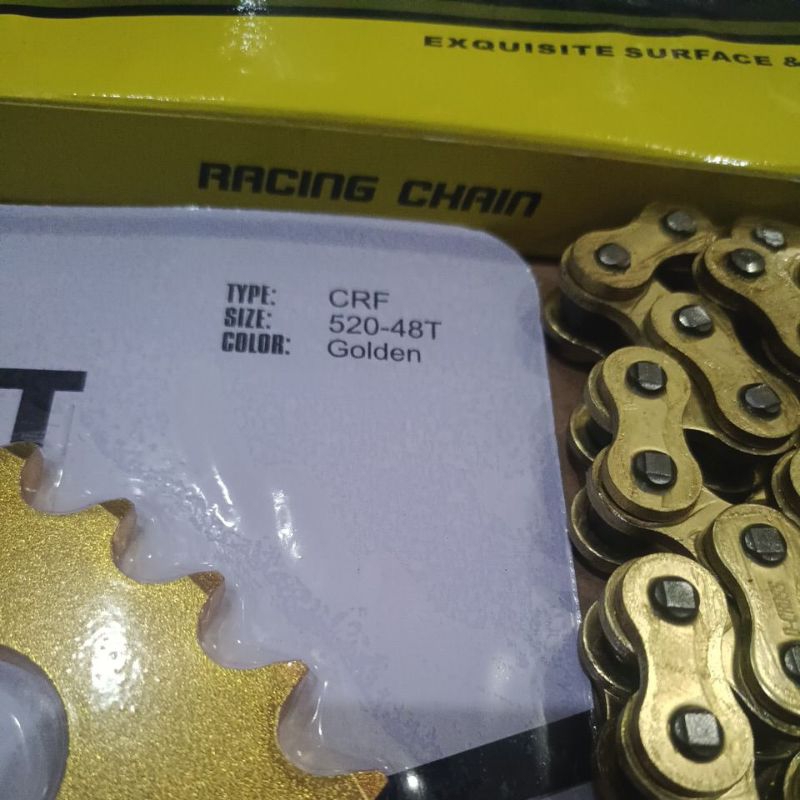 EXQUISITE SURFACE &
RACING CHAIN
TYPE: CRF
SIZE: 520-48T
COLOR: Golden
T